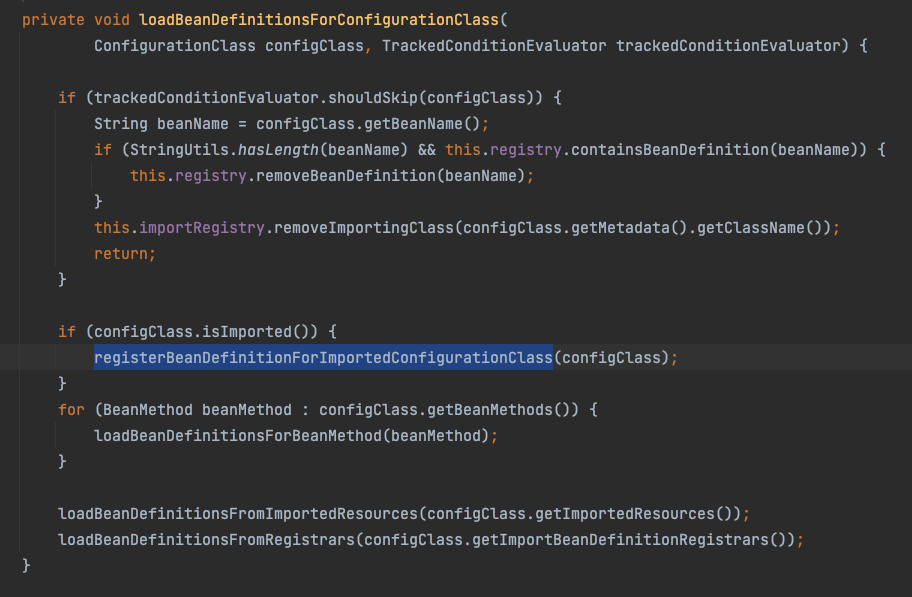 private void loadBeanDefinitionsForConfigurationClass(
ConfigurationClass configClass, TrackedConditionEvaluator trackedConditionEvaluator) {
if (trackedConditionEvaluator.shouldSkip(configClass)) {
String beanName = configClass.getBeanName();
if (StringUtils.hasLength(beanName) && this.registry.containsBeanDefinition(beanName)) {
this.registry.removeBeanDefinition(beanName);
}
this.importRegistry.removeImportingClass(configClass.getMetadata().getClassName());
return;
}
if (configClass.isImported()) {
registerBeanDefinitionForImportedConfigurationClass(configClass);
}
for (BeanMethod beanMethod : configClass.getBeanMethods()) {
loadBeanDefinitionsForBeanMethod(beanMethod);
}
loadBeanDefinitionsFromImportedResources(configClass.getImportedResources());
loadBeanDefinitionsFromRegistrars(configClass.getImportBeanDefinitionRegistrars());
}